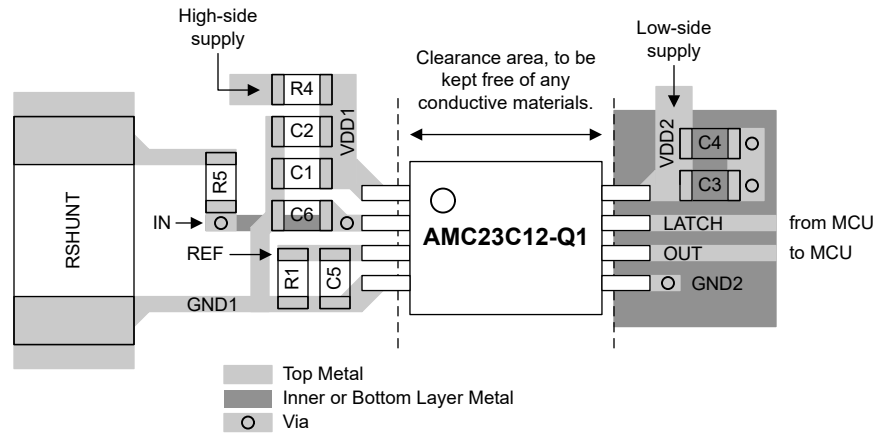 High-side
supply
Low-side
supply
Clearance area, to be
kept free of any
conductive materials.
R4
C2
C1
C6
VDD1
R5
IN
REF
RSHUNT
R1
C5
GND1
AMC23C12-Q1
VDD2
C4
C3
LATCH
from MCU
OUT
to MCU
GND2
Top Metal
Inner or Bottom Layer Metal
Via